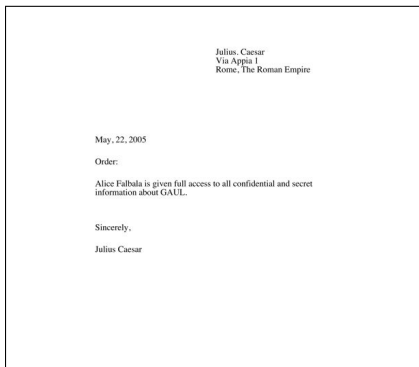 Julius. Caesar
Via Appia 1
Rome, The Roman Empire
May, 22, 2005
Order:
Alice Falbala is given full access to all confidential and secret
information about GAUL.
Sincerely,
Julius Caesar